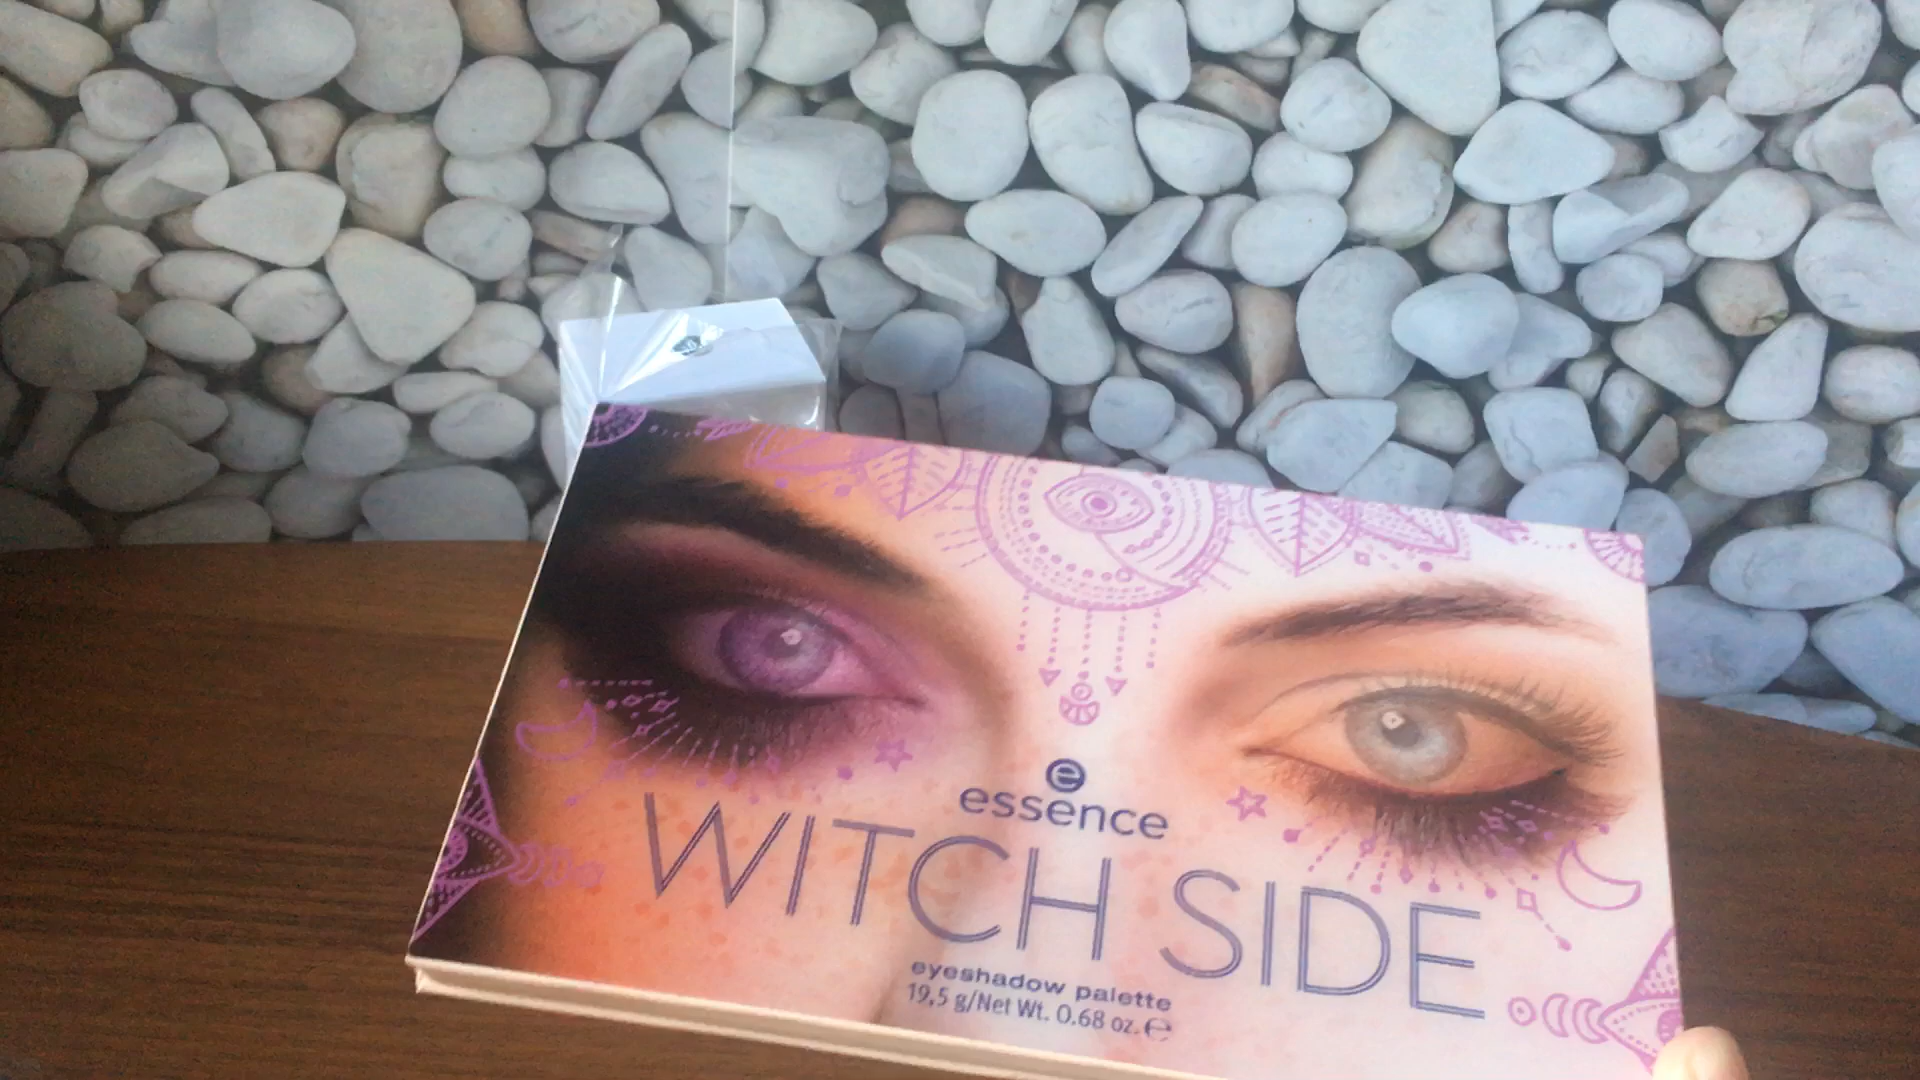 e
essence
WITCH SIDE
eyeshadow palette
19,5 g/Net Wt. 0.68 oz. ℮